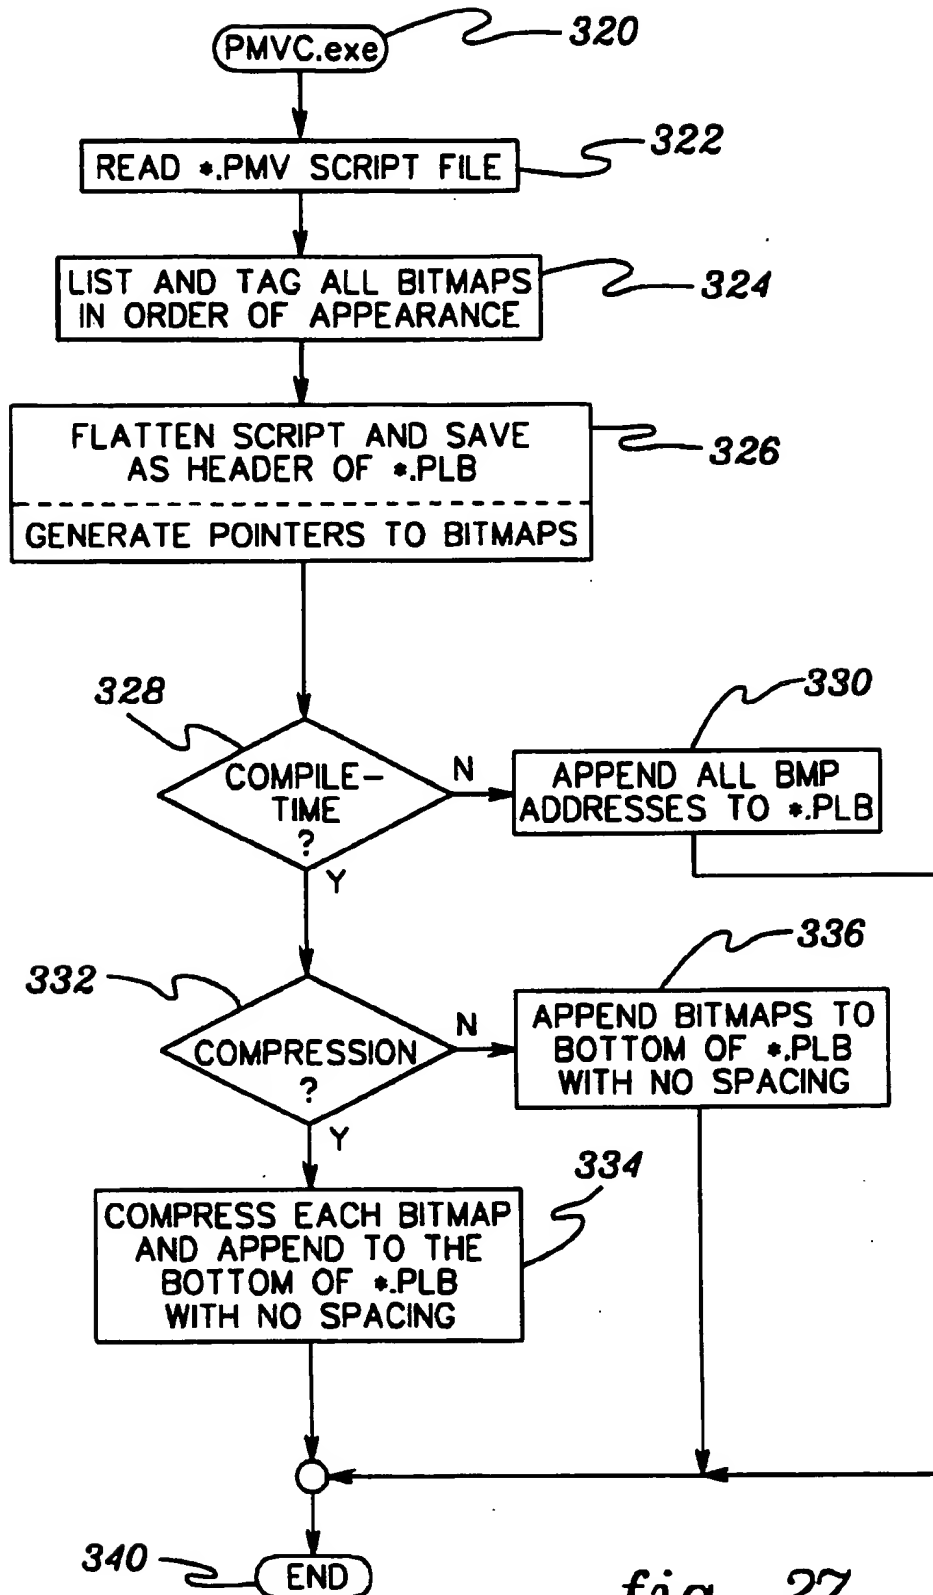 PMVC.exe
320
READ *.PMV SCRIPT FILE
322
LIST AND TAG ALL BITMAPS
IN ORDER OF APPEARANCE
324
FLATTEN SCRIPT AND SAVE
AS HEADER OF *.PLB
GENERATE POINTERS TO BITMAPS
326
328
COMPILE-
TIME
?
N
Y
330
APPEND ALL BMP
ADDRESSES TO *.PLB
332
COMPRESSION
?
N
Y
336
APPEND BITMAPS TO
BOTTOM OF *.PLB
WITH NO SPACING
334
COMPRESS EACH BITMAP
AND APPEND TO THE
BOTTOM OF *.PLB
WITH NO SPACING
340
END
fig. 27